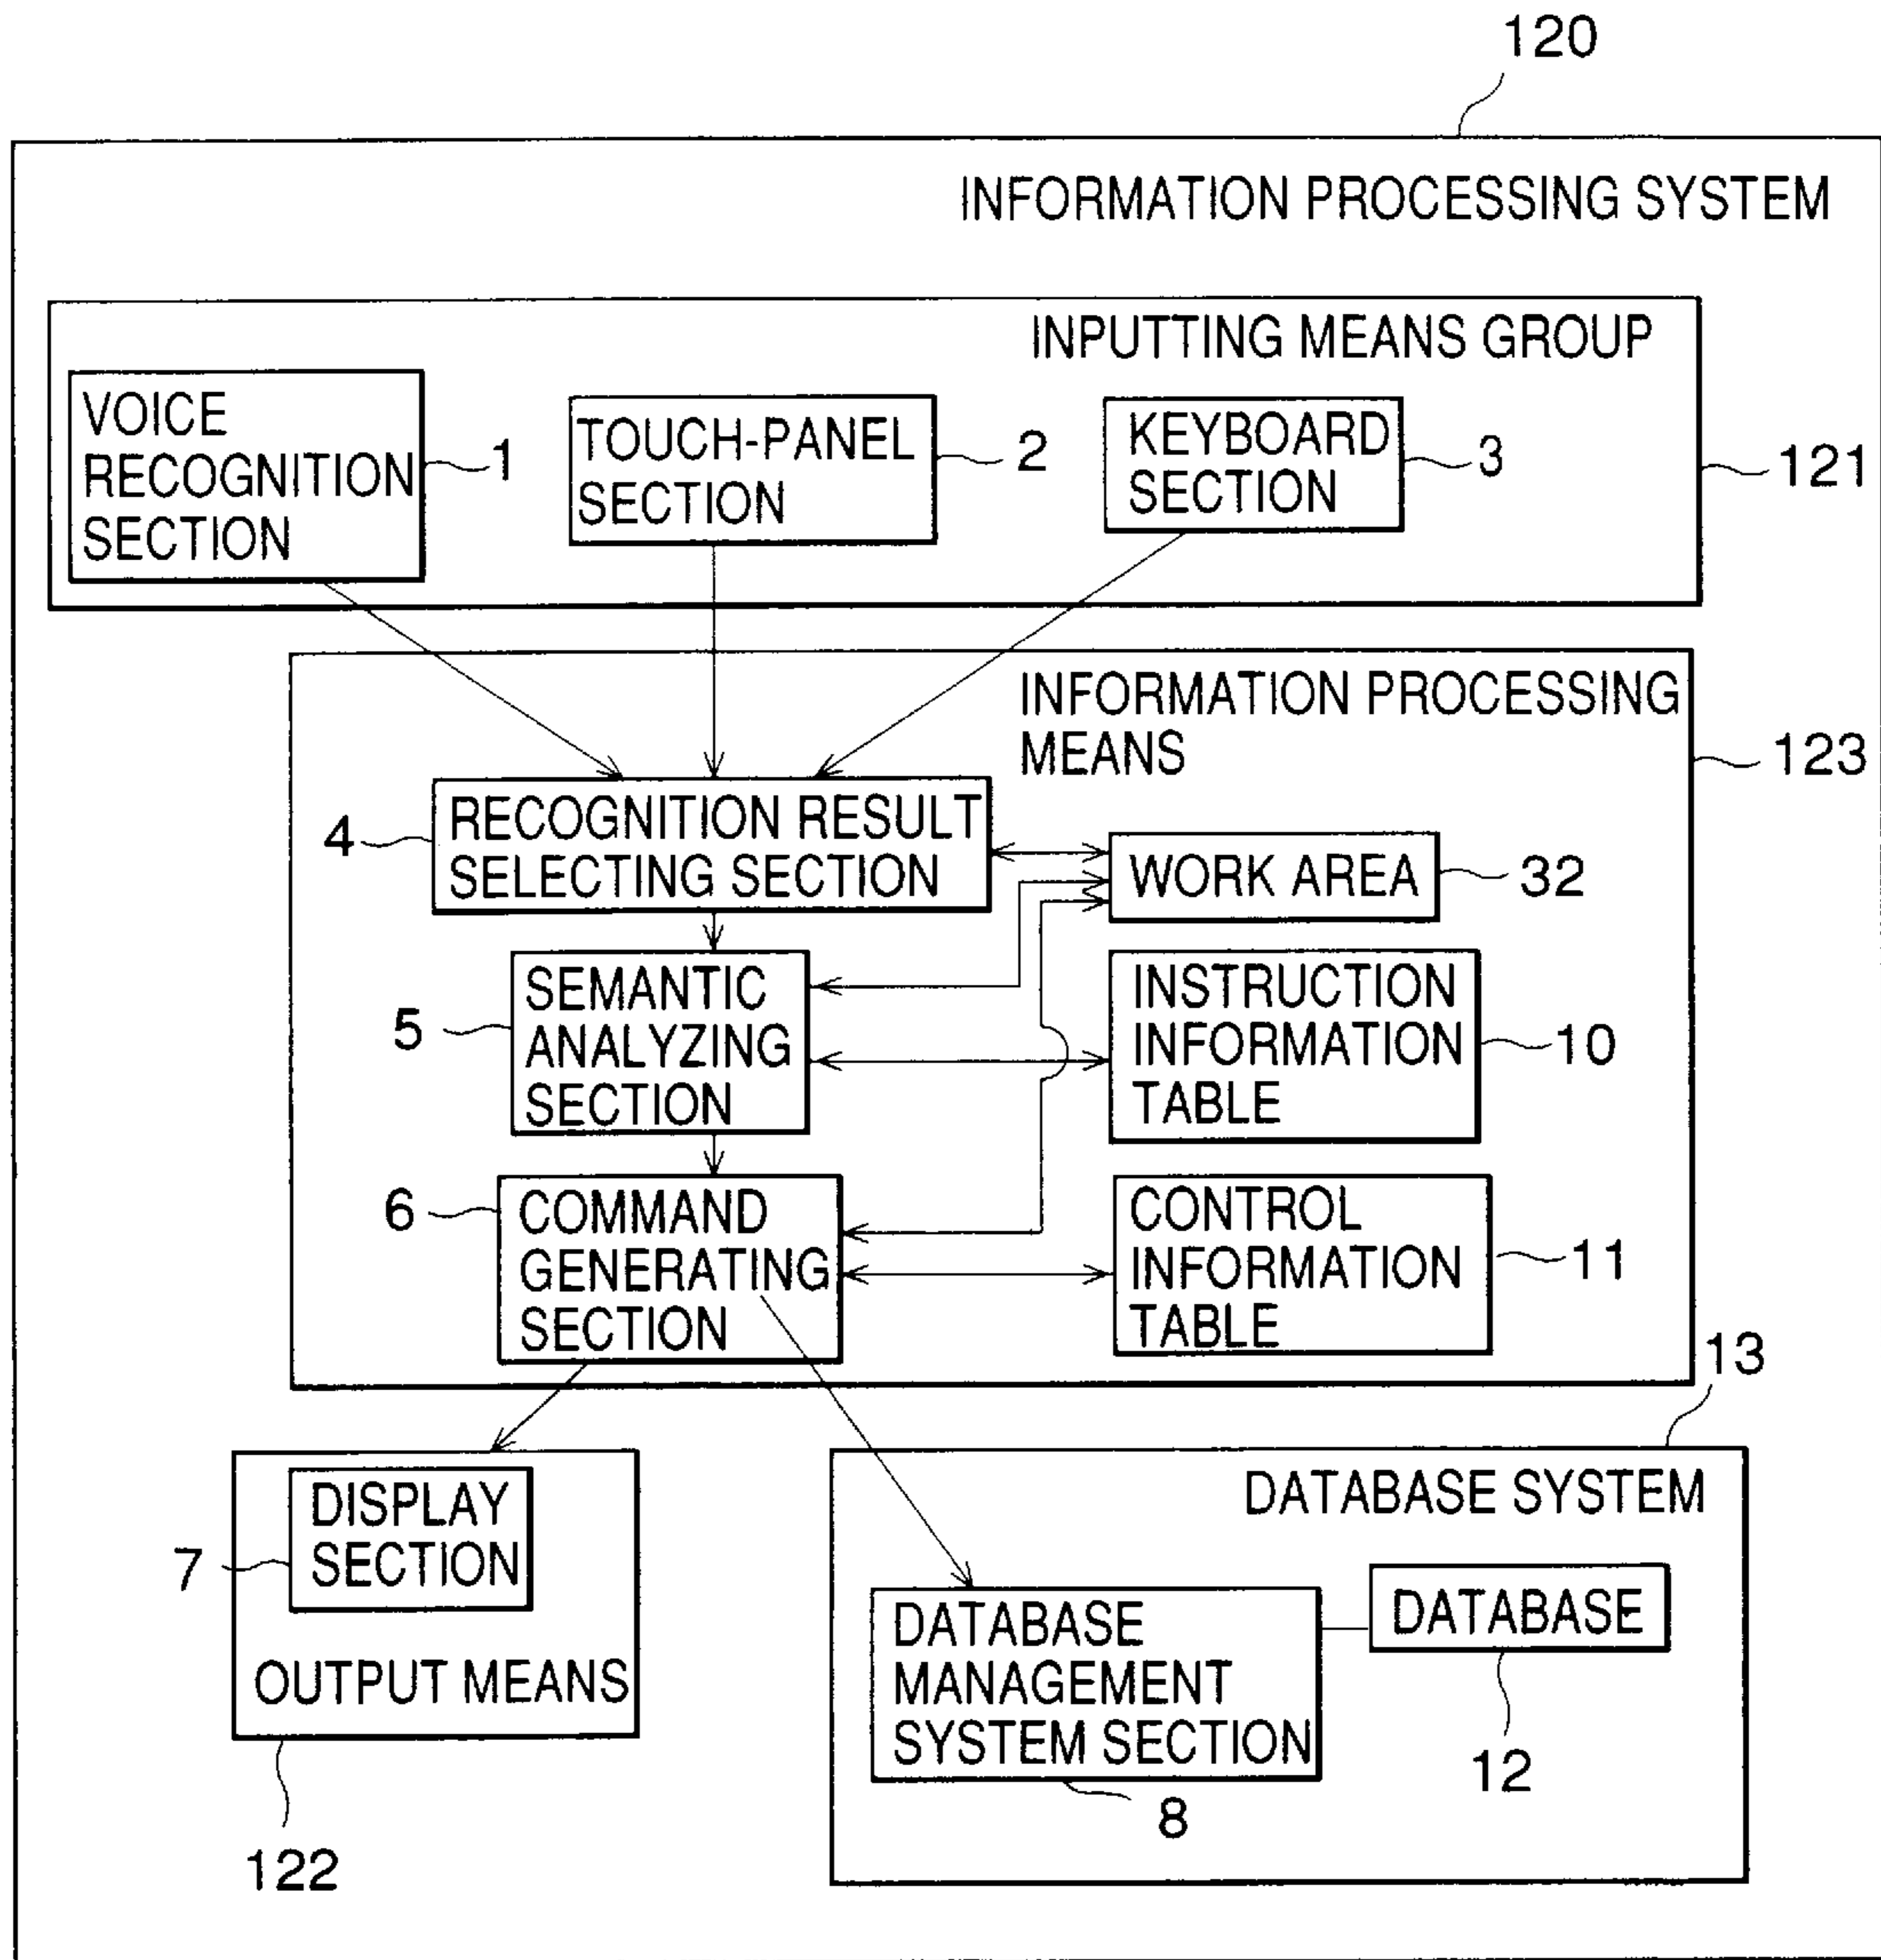 120
INFORMATION PROCESSING SYSTEM
INPUTTING MEANS GROUP
VOICE
RECOGNITION
SECTION
1
TOUCH-PANEL
SECTION
2
KEYBOARD
SECTION
3
121
INFORMATION PROCESSING
MEANS
123
4
RECOGNITION RESULT
SELECTING SECTION
WORK AREA
32
5
SEMANTIC
ANALYZING
SECTION
INSTRUCTION
INFORMATION
TABLE
10
6
COMMAND
GENERATING
SECTION
CONTROL
INFORMATION
TABLE
11
13
7
DISPLAY
SECTION
OUTPUT MEANS
122
DATABASE SYSTEM
DATABASE
MANAGEMENT
SYSTEM SECTION
8
DATABASE
12